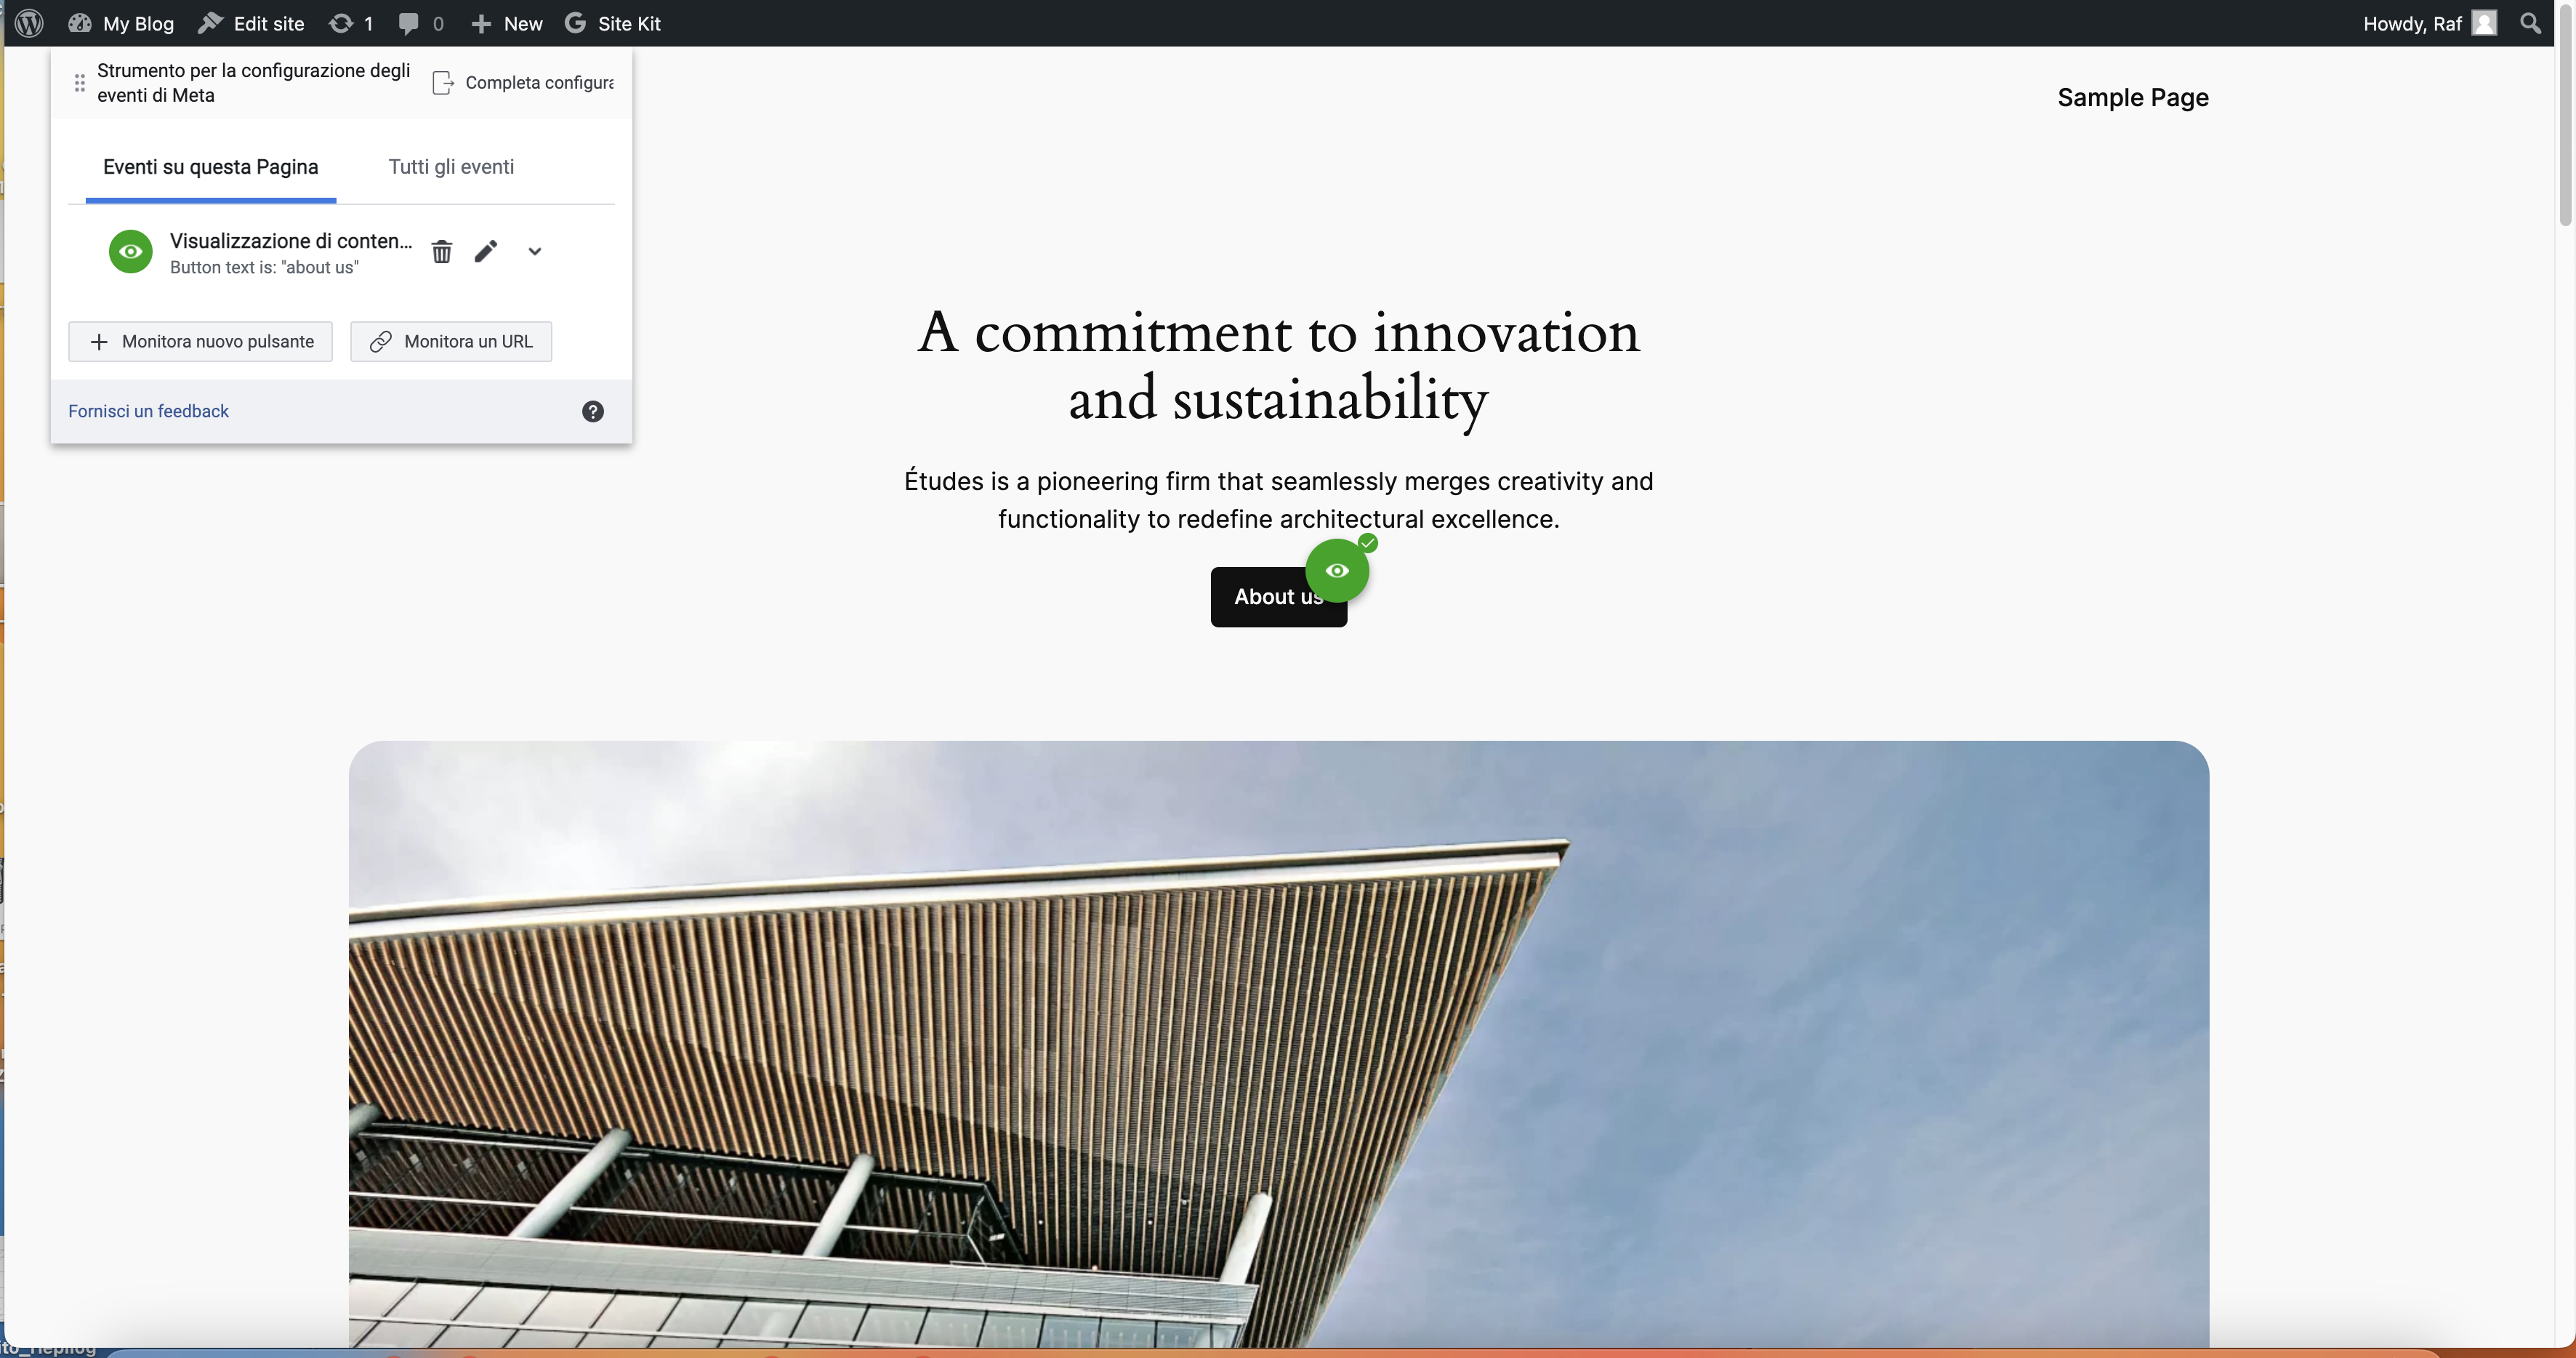 My Blog Edit site 1 0 New Site Kit Howdy, Raf
Strumento per la configurazione degli
eventi di Meta
Completa configura
Sample Page
Eventi su questa Pagina Tutti gli eventi
Visualizzazione di conten...
Button text is: "about us"
Monitora nuovo pulsante Monitora un URL
Fornisci un feedback
A commitment to innovation
and sustainability
Études is a pioneering firm that seamlessly merges creativity and
functionality to redefine architectural excellence.
About us